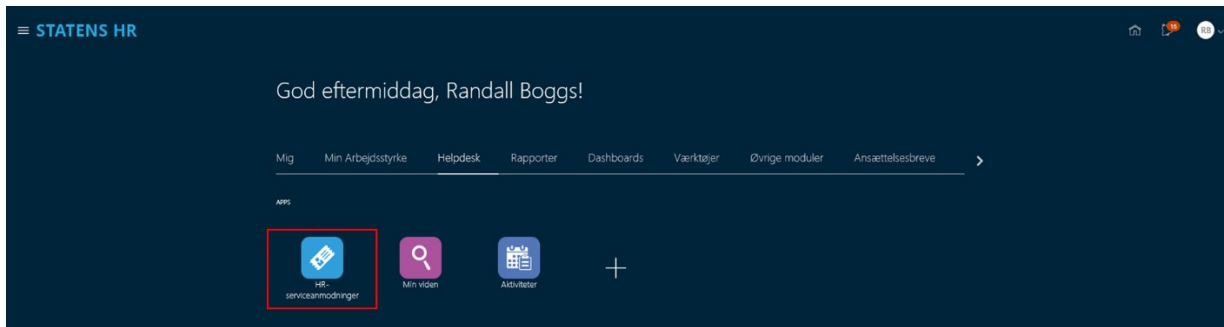 STATENS HR
16
RB
God eftermiddag, Randall Boggs!
Mig Min Arbejdsstyrke Helpdesk Rapporter Dashboards Værktøjer Øvrige moduler Ansættelsesbreve
APPS
HR-
serviceanmodninger
Min viden
Aktiviteter